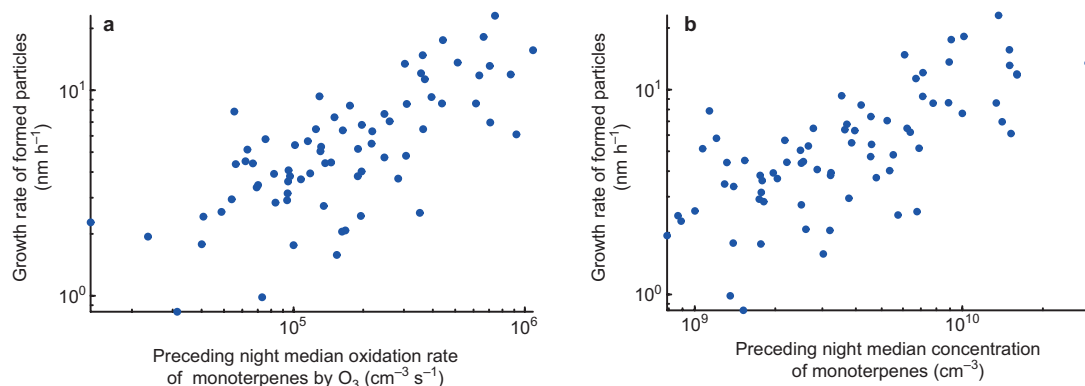 a
Growth rate of formed particles
(nm h⁻¹)
10¹
10⁰
10⁵
10⁶
Preceding night median oxidation rate
of monoterpenes by O₃ (cm⁻³ s⁻¹)
b
Growth rate of formed particles
(nm h⁻¹)
10¹
10⁰
10⁹
10¹⁰
Preceding night median concentration
of monoterpenes (cm⁻³)